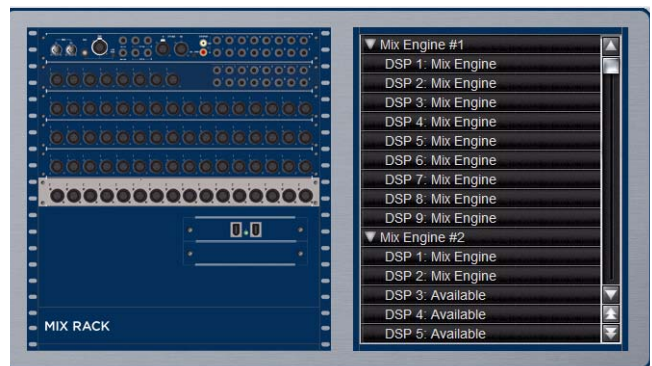 MIX RACK
Mix Engine #1
DSP 1: Mix Engine
DSP 2: Mix Engine
DSP 3: Mix Engine
DSP 4: Mix Engine
DSP 5: Mix Engine
DSP 6: Mix Engine
DSP 7: Mix Engine
DSP 8: Mix Engine
DSP 9: Mix Engine
Mix Engine #2
DSP 1: Mix Engine
DSP 2: Mix Engine
DSP 3: Available
DSP 4: Available
DSP 5: Available